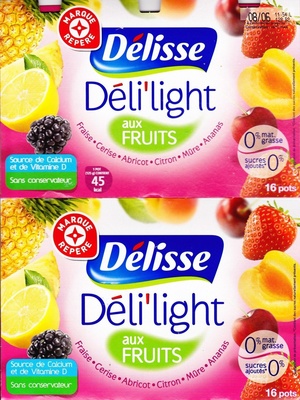 08/06
MARQUE
REPÈRE
Délisse
Déli'light
aux
FRUITS
Fraise • Cerise • Abricot • Citron • Mûre • Ananas
0% mat.
grasse
sucres
ajoutés* 0%
Source de Calcium
et de Vitamine D
Sans conservateur
45
kcal
16 pots
MARQUE
REPÈRE
Délisse
Déli'light
aux
FRUITS
Fraise • Cerise • Abricot • Citron • Mûre • Ananas
0% mat.
grasse
sucres
ajoutés* 0%
Source de Calcium
et de Vitamine D
Sans conservateur
16 pots